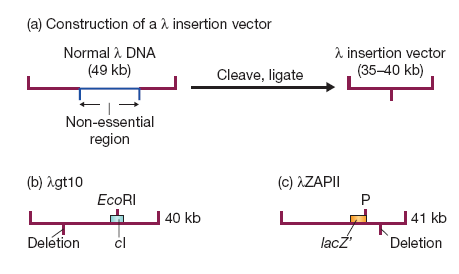 (a) Construction of a λ insertion vector
Normal λ DNA
(49 kb)
Cleave, ligate
λ insertion vector
(35–40 kb)
Non-essential
region
(b) λgt10
EcoRI
40 kb
Deletion
cI
(c) λZAPII
P
41 kb
lacZ'
Deletion